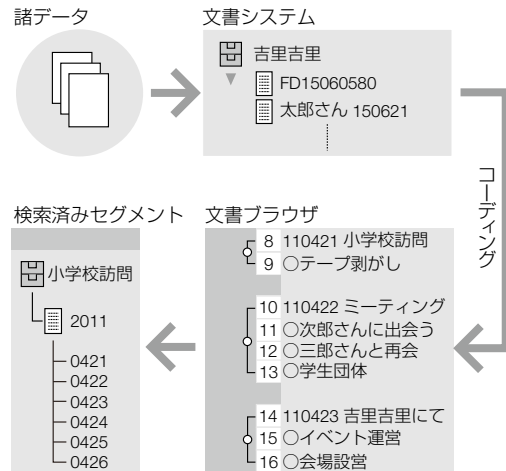 諸データ
文書システム
吉里吉里
FD15060580
太郎さん 150621
コーディング
検索済みセグメント
小学校訪問
2011
0421
0422
0423
0424
0425
0426
文書ブラウザ
8 110421 小学校訪問
9 ○テープ剥がし
10 110422 ミーティング
11 ○次郎さんに出会う
12 ○三郎さんと再会
13 ○学生団体
14 110423 吉里吉里にて
15 ○イベント運営
16 ○会場設営